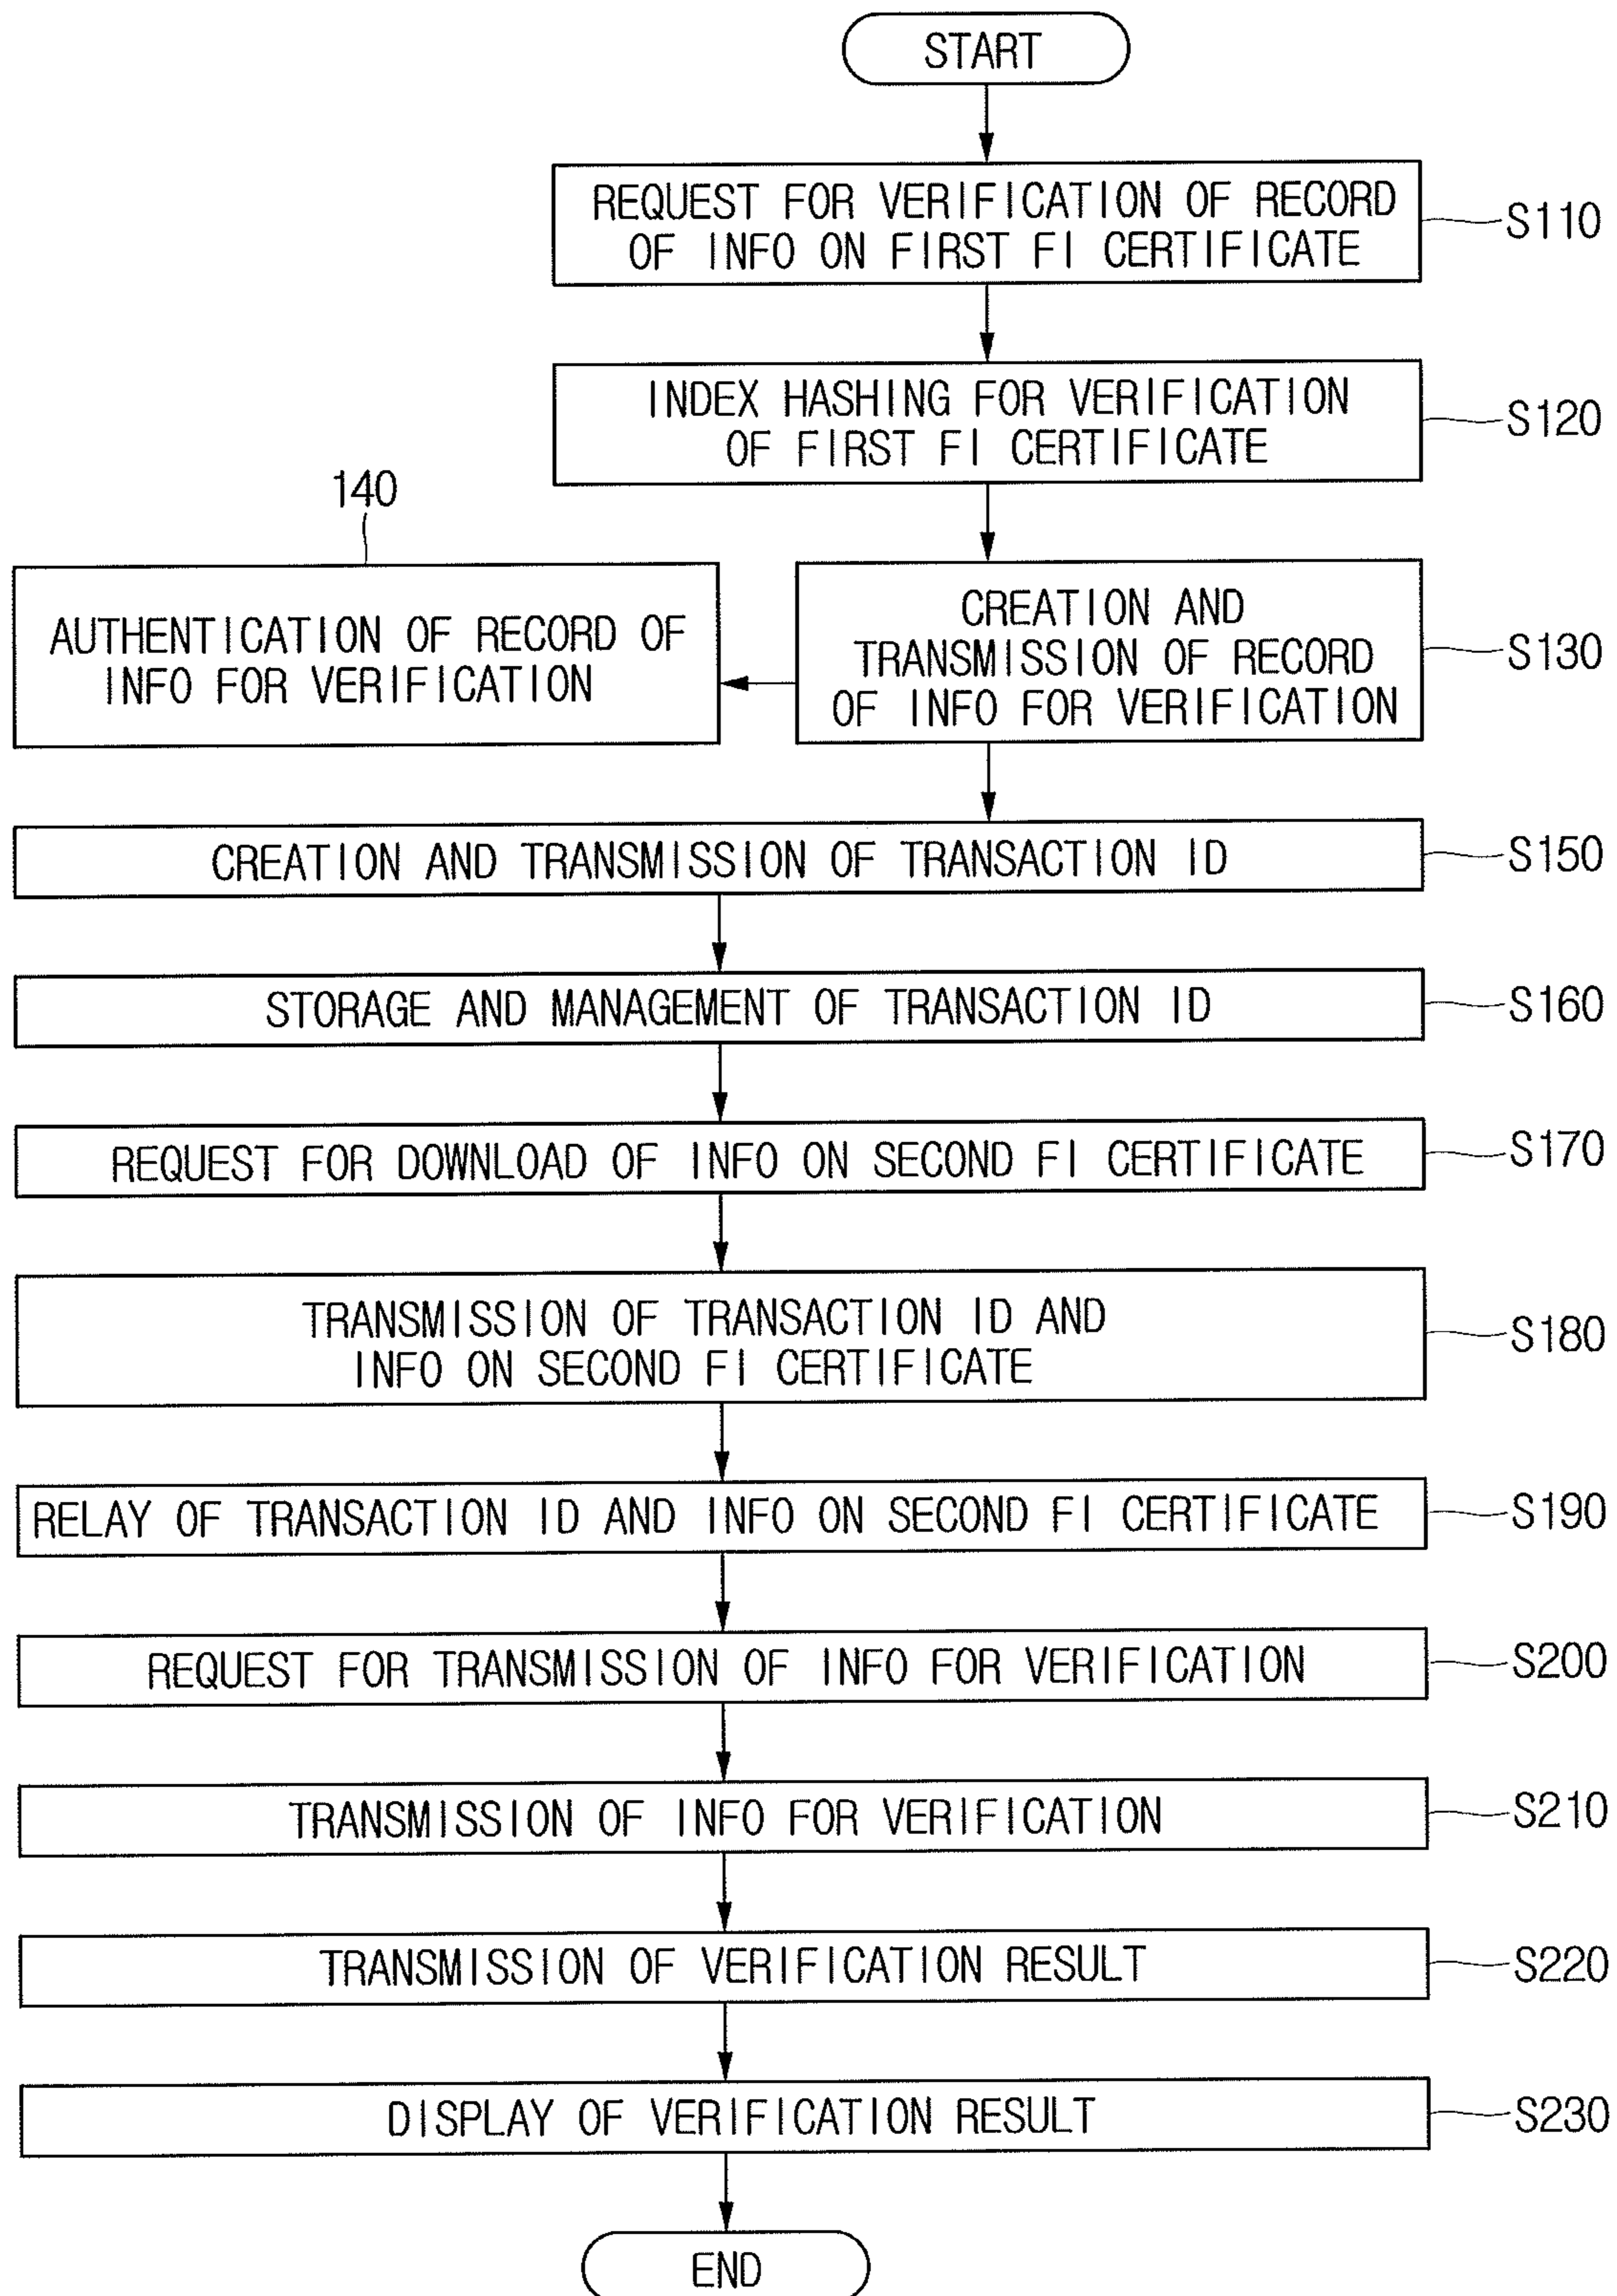 START
REQUEST FOR VERIFICATION OF RECORD
OF INFO ON FIRST FI CERTIFICATE
S110
INDEX HASHING FOR VERIFICATION
OF FIRST FI CERTIFICATE
S120
140
AUTHENTICATION OF RECORD OF
INFO FOR VERIFICATION
CREATION AND
TRANSMISSION OF RECORD
OF INFO FOR VERIFICATION
S130
CREATION AND TRANSMISSION OF TRANSACTION ID
S150
STORAGE AND MANAGEMENT OF TRANSACTION ID
S160
REQUEST FOR DOWNLOAD OF INFO ON SECOND FI CERTIFICATE
S170
TRANSMISSION OF TRANSACTION ID AND
INFO ON SECOND FI CERTIFICATE
S180
RELAY OF TRANSACTION ID AND INFO ON SECOND FI CERTIFICATE
S190
REQUEST FOR TRANSMISSION OF INFO FOR VERIFICATION
S200
TRANSMISSION OF INFO FOR VERIFICATION
S210
TRANSMISSION OF VERIFICATION RESULT
S220
DISPLAY OF VERIFICATION RESULT
S230
END